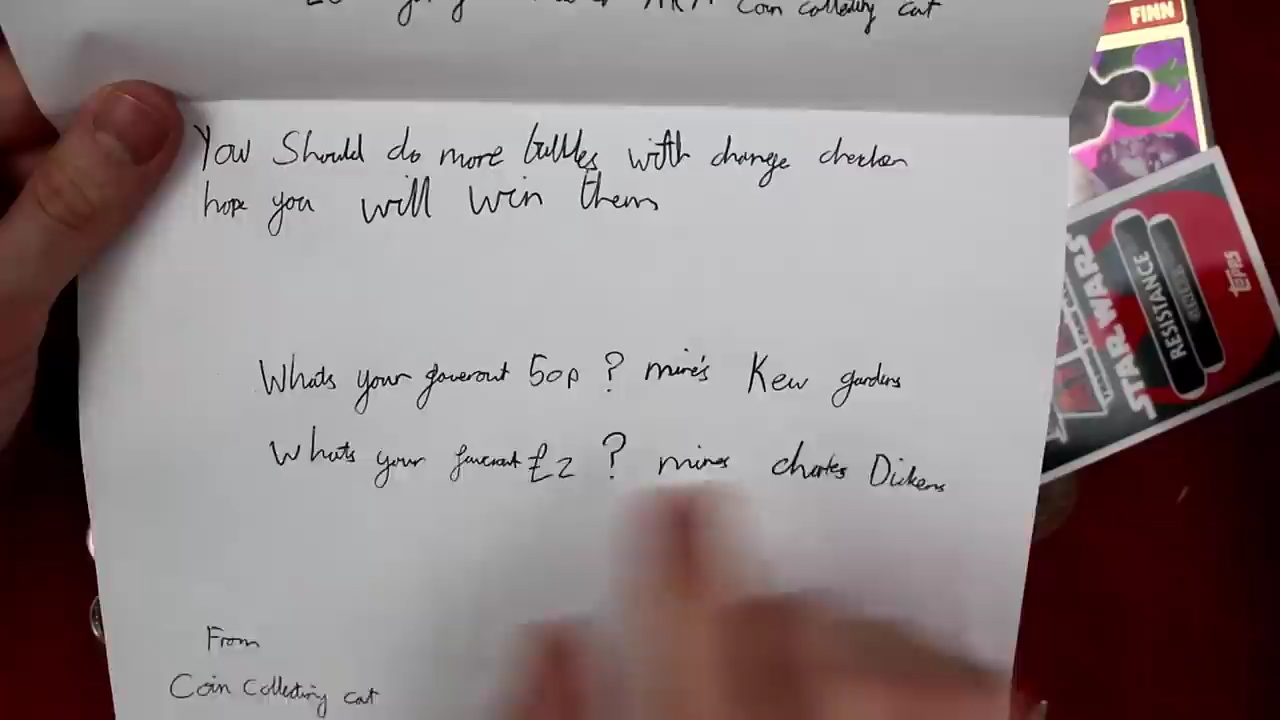 Coin collecting cat
You Should do more battles with change checker
hope you will win them
Whats your faverout 50p ? mine's Kew gardens
Whats your faverout £2 ? mines charles Dickens
From
Coin Collecting cat
FINN
STAR WARS
RESISTANCE
TOPPS